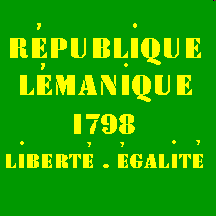 RÉPUBLIQUE
LÉMANIQUE
1798
LIBERTÉ . ÉGALITÉ